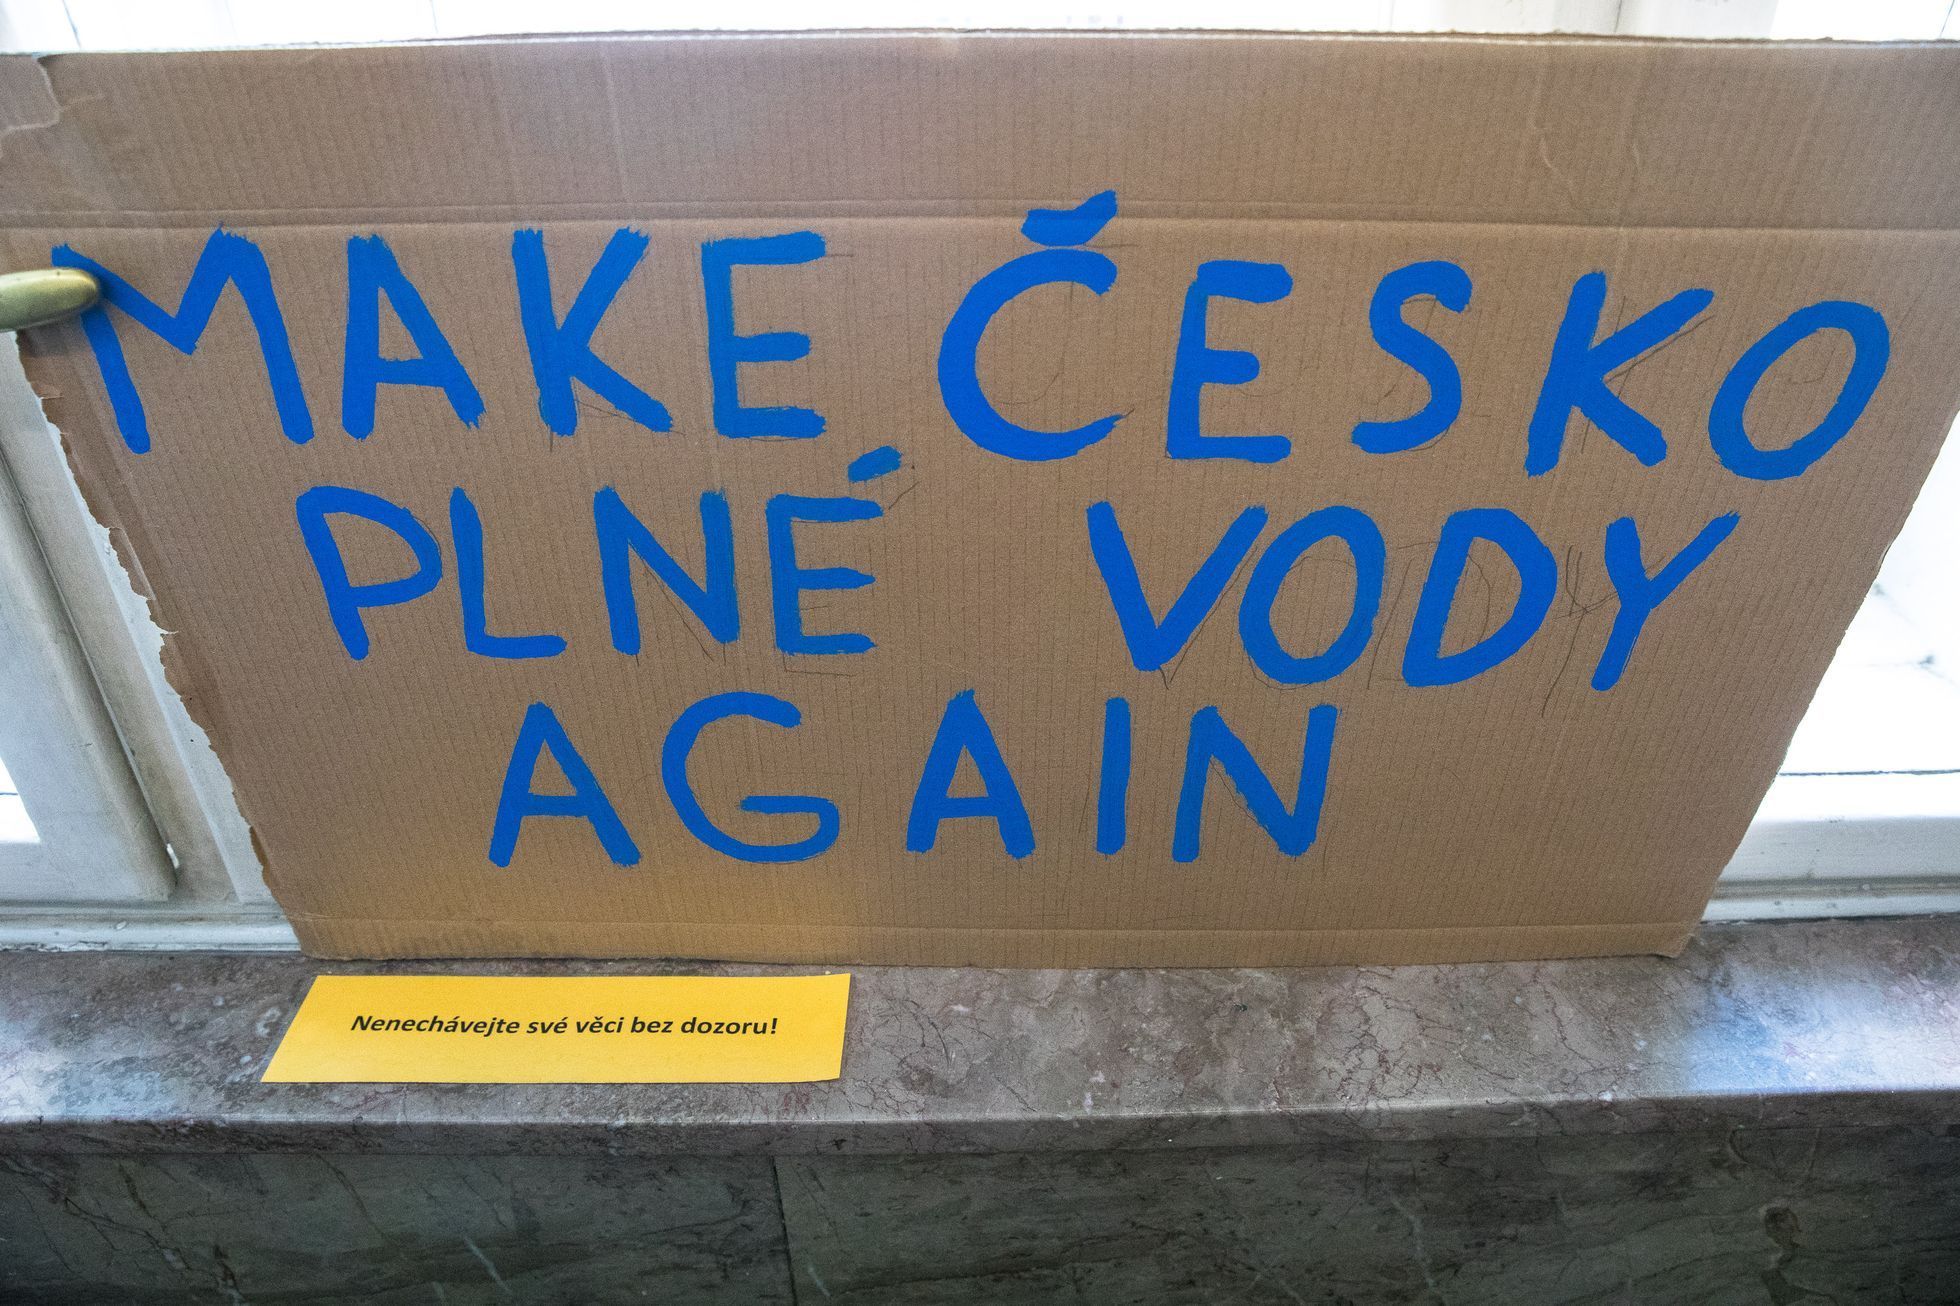 MAKE ČESKO
PLNÉ VODY
AGAIN
Nenechávejte své věci bez dozoru!